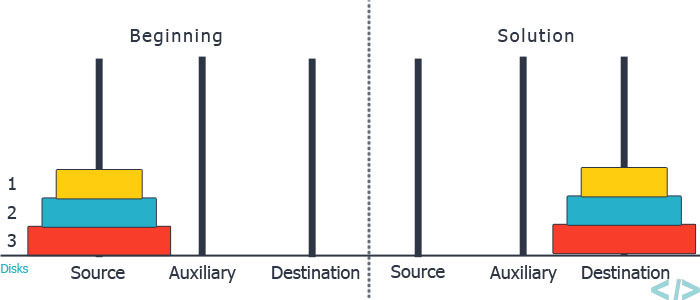 Beginning
Solution
1
2
3
Disks
Source Auxiliary Destination
Source Auxiliary Destination
</>